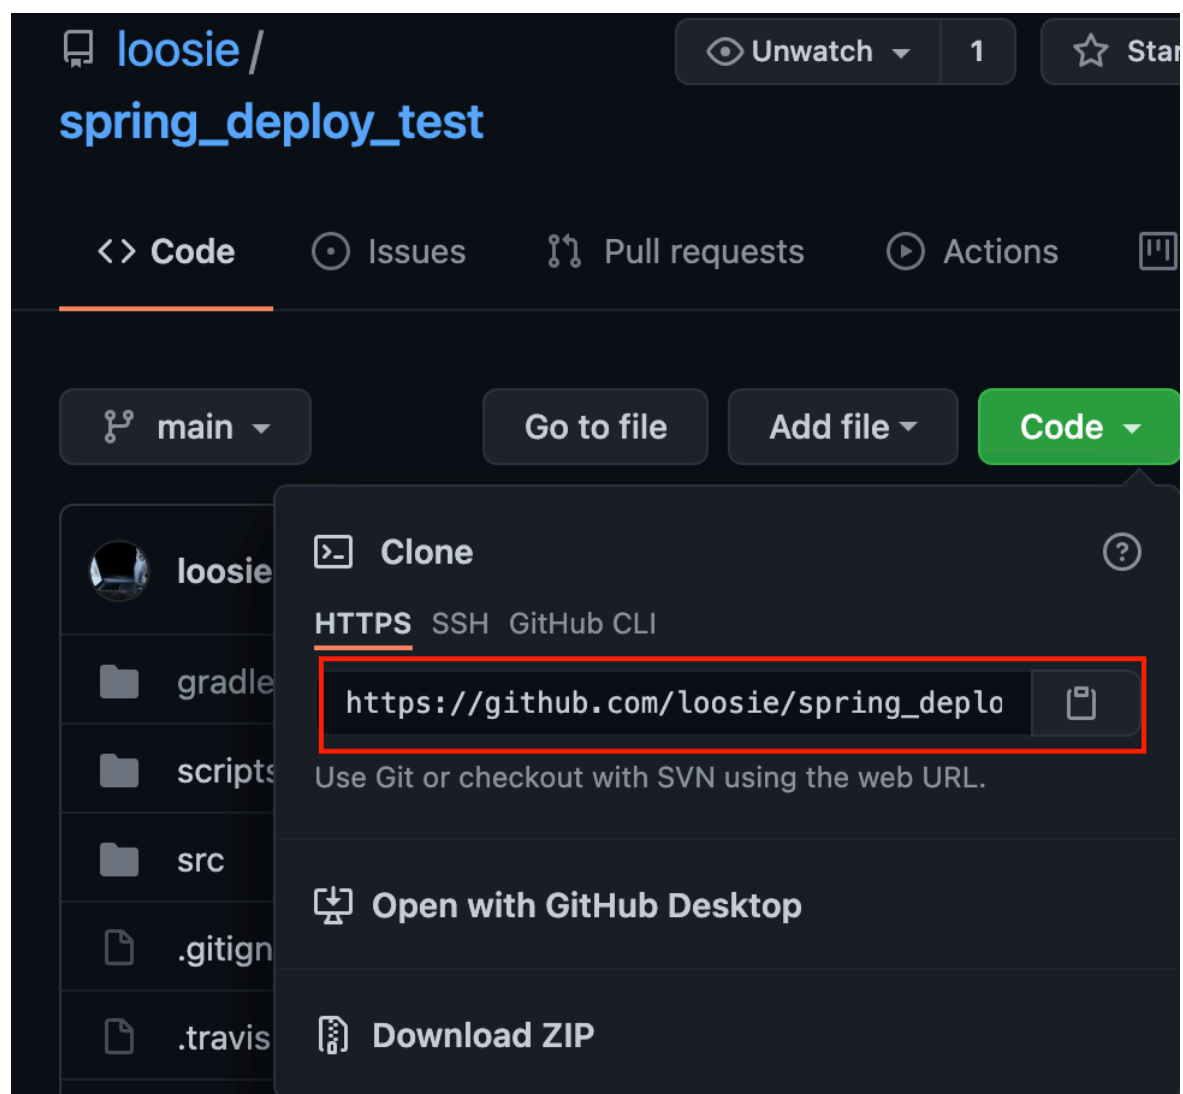 loosie /
Unwatch 1 Star
spring_deploy_test
<> Code Issues Pull requests Actions
main Go to file Add file Code
loosie
Clone
HTTPS SSH GitHub CLI
gradle
https://github.com/loosie/spring_deplo
scripts
Use Git or checkout with SVN using the web URL.
src
Open with GitHub Desktop
.gitign
.travis
Download ZIP